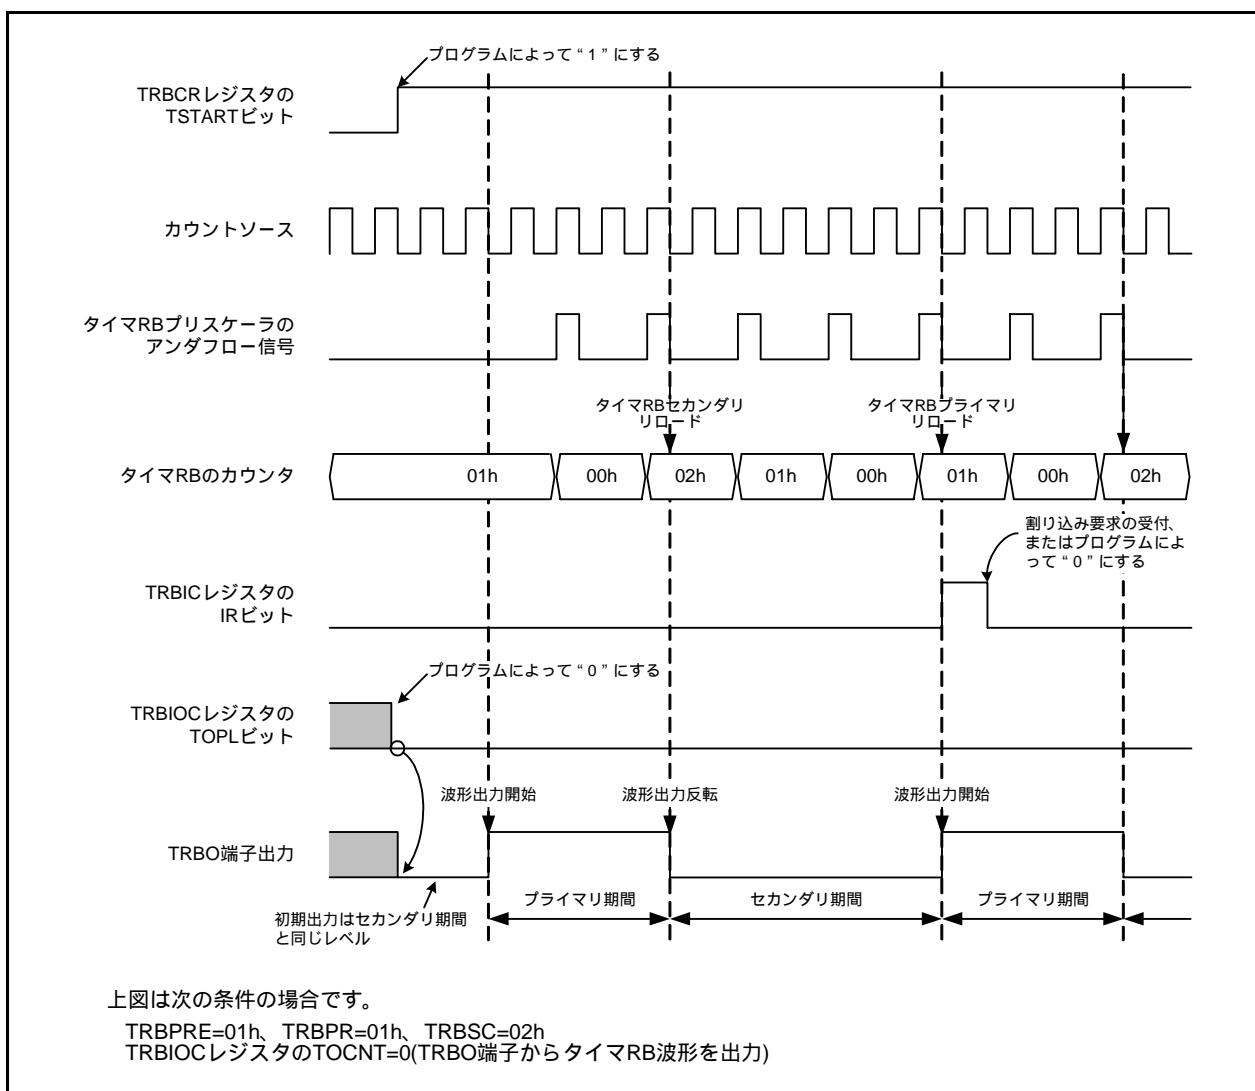 プログラムによって “ 1 ” にする
TRBCRレジスタの
TSTARTビット
カウントソース
タイマRBプリスケーラの
アンダフロー信号
タイマRBセカンダリ
リロード
タイマRBプライマリ
リロード
タイマRBのカウンタ
01h
00h
02h
01h
00h
01h
00h
02h
割り込み要求の受付、
またはプログラムによ
って “ 0 ” にする
TRBICレジスタの
IRビット
プログラムによって “ 0 ” にする
TRBIOCレジスタの
TOPLビット
波形出力開始
波形出力反転
波形出力開始
TRBO端子出力
プライマリ期間
セカンダリ期間
プライマリ期間
初期出力はセカンダリ期間
と同じレベル
上図は次の条件の場合です。
TRBPRE=01h、TRBPR=01h、TRBSC=02h
TRBIOCレジスタのTOCNT=0(TRBO端子からタイマRB波形を出力)